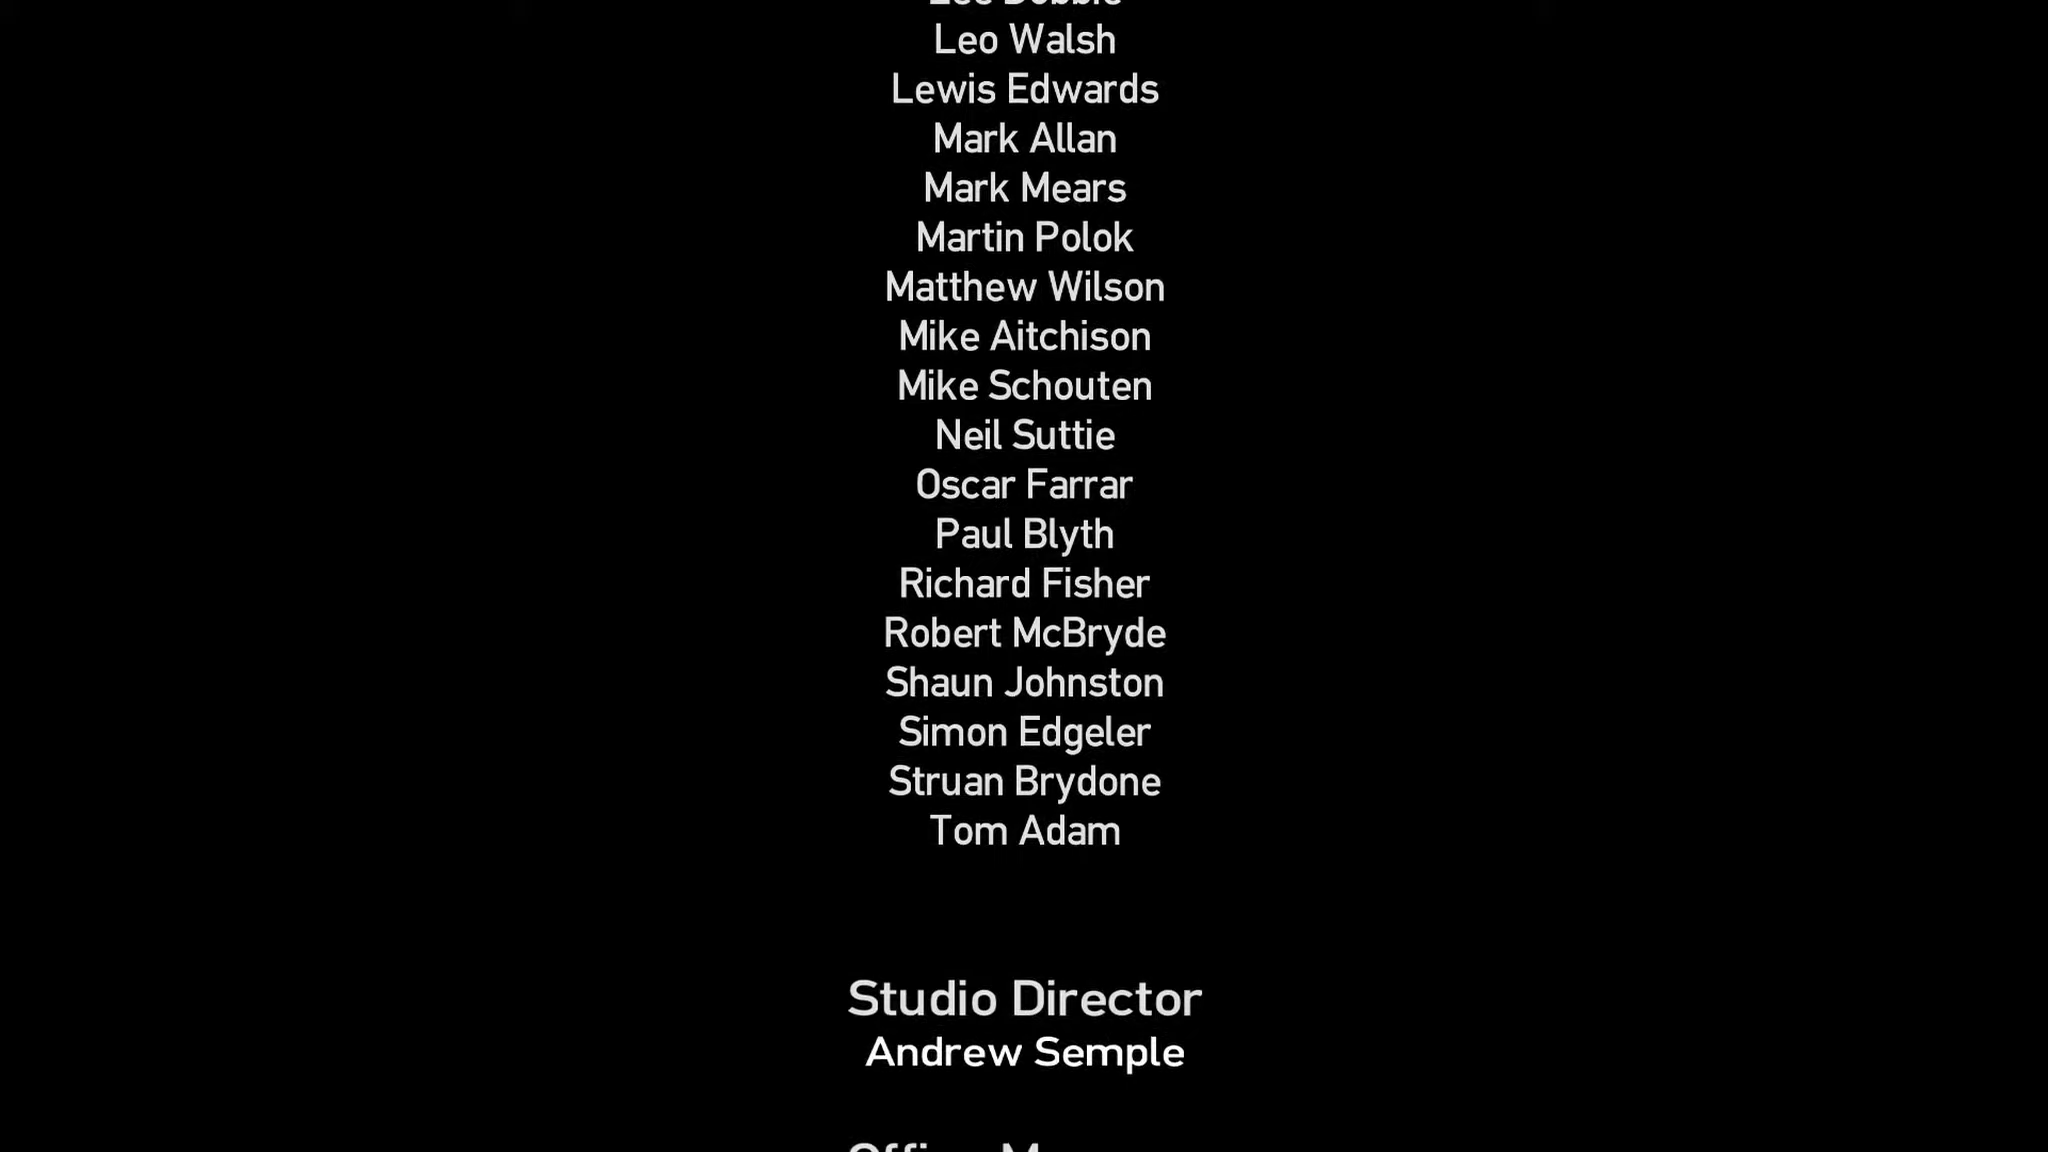 Leo Walsh
Lewis Edwards
Mark Allan
Mark Mears
Martin Polok
Matthew Wilson
Mike Aitchison
Mike Schouten
Neil Suttie
Oscar Farrar
Paul Blyth
Richard Fisher
Robert McBryde
Shaun Johnston
Simon Edgeler
Struan Brydone
Tom Adam
Studio Director
Andrew Semple